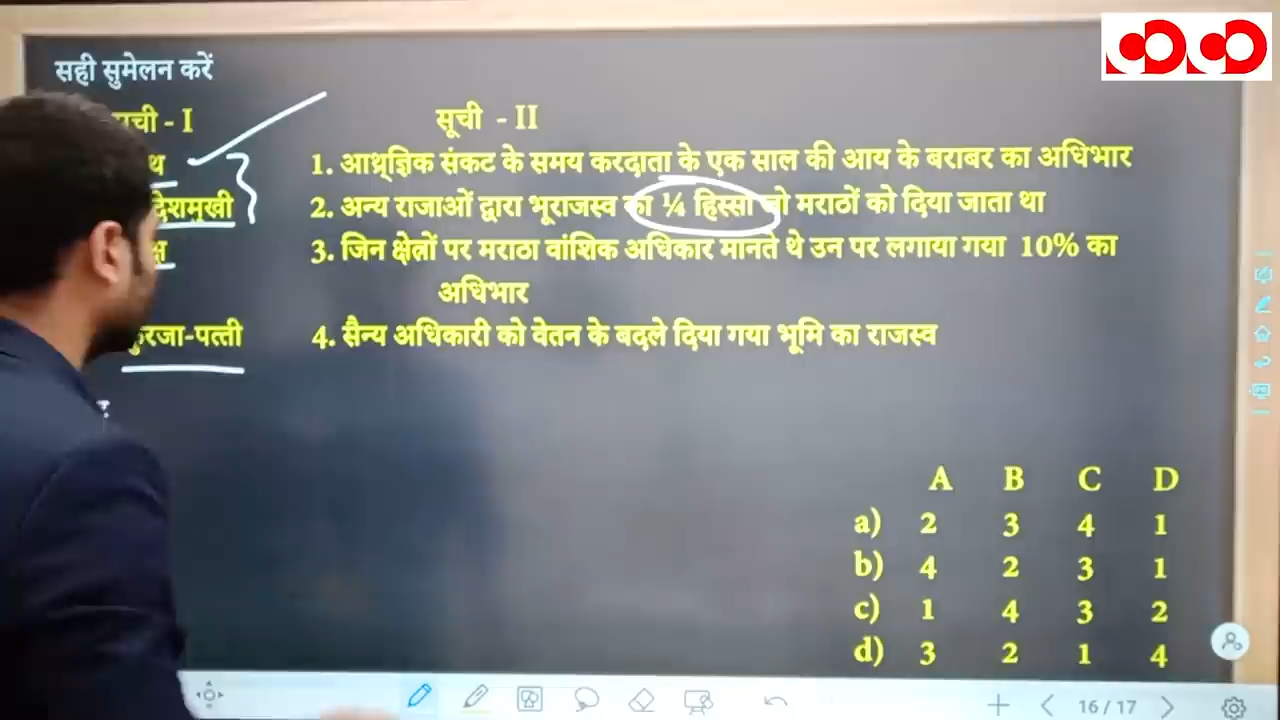 सही सुमेलन करें
सूची - I सूची - II
1. आथ्र्ज्ञिक संकट के समय करदाता के एक साल की आय के बराबर का अधिभार
देशमुखी 2. अन्य राजाओं द्वारा भूराजस्व का ¼ हिस्सा जो मराठों को दिया जाता था
3. जिन क्षेत्रों पर मराठा वांशिक अधिकार मानते थे उन पर लगाया गया 10% का
अधिभार
कुरजा-पत्ती 4. सैन्य अधिकारी को वेतन के बदले दिया गया भूमि का राजस्व
A B C D
a) 2 3 4 1
b) 4 2 3 1
c) 1 4 3 2
d) 3 2 1 4
16 / 17